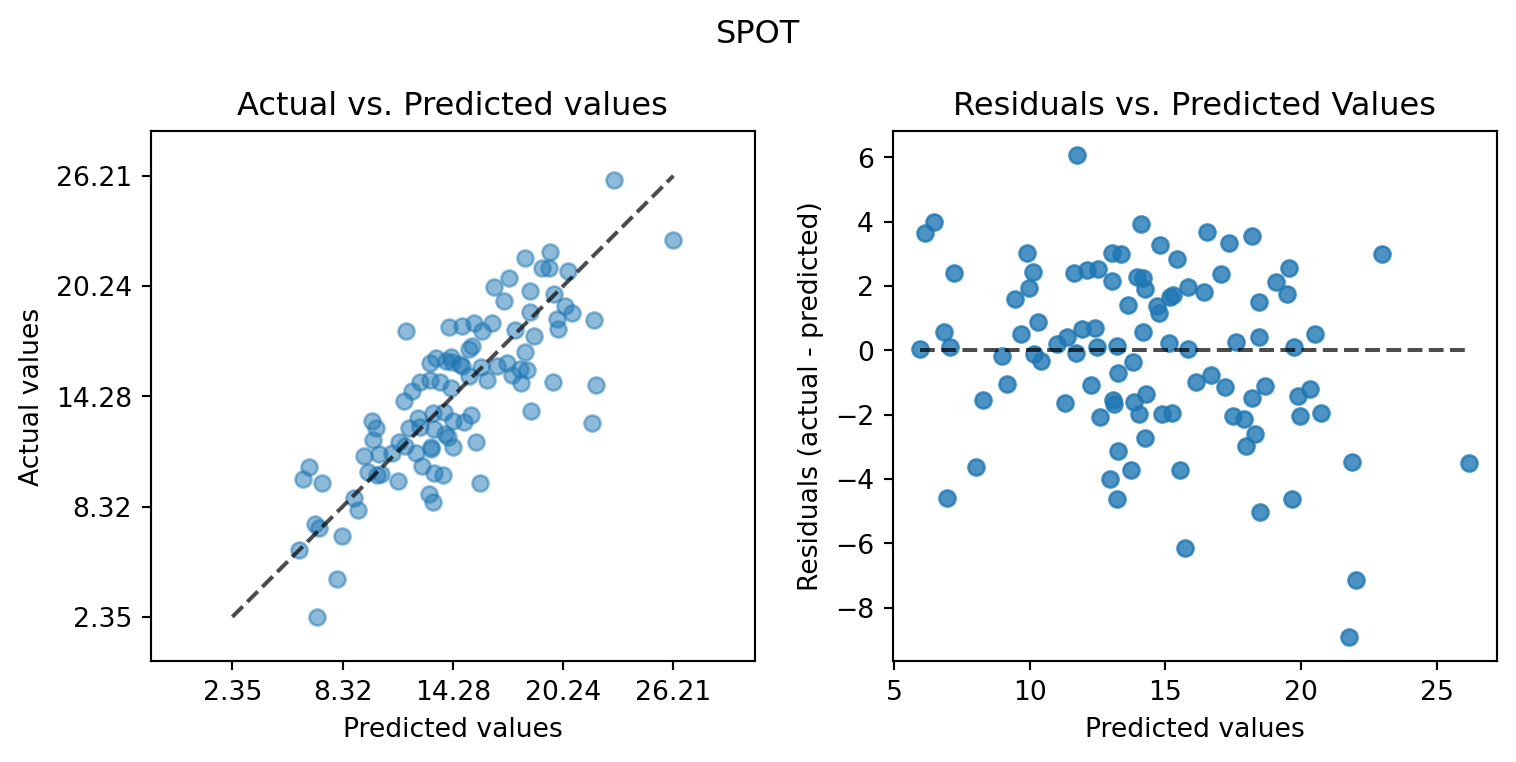 SPOT
Actual vs. Predicted values
Actual values
26.21
20.24
14.28
8.32
2.35
2.35 8.32 14.28 20.24 26.21
Predicted values
Residuals vs. Predicted Values
Residuals (actual - predicted)
6
4
2
0
−2
−4
−6
−8
5 10 15 20 25
Predicted values